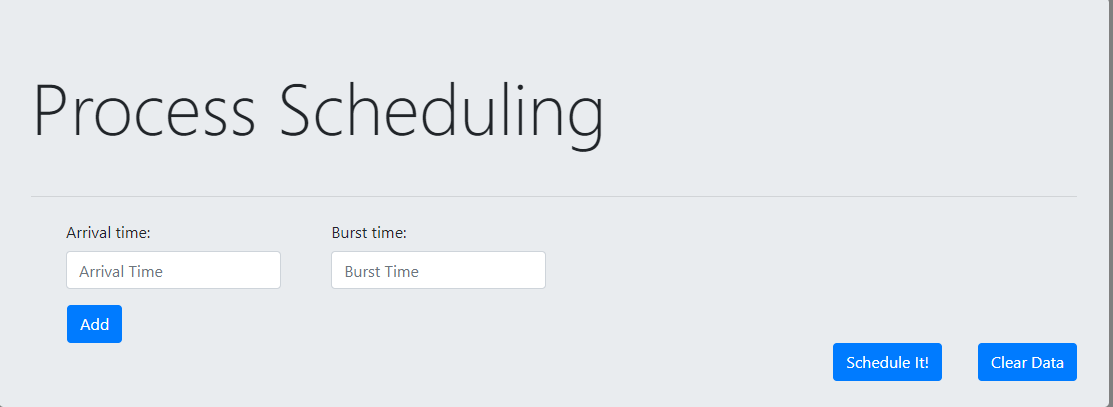 Process Scheduling
Arrival time: Burst time:
Arrival Time Burst Time
Add
Schedule It! Clear Data